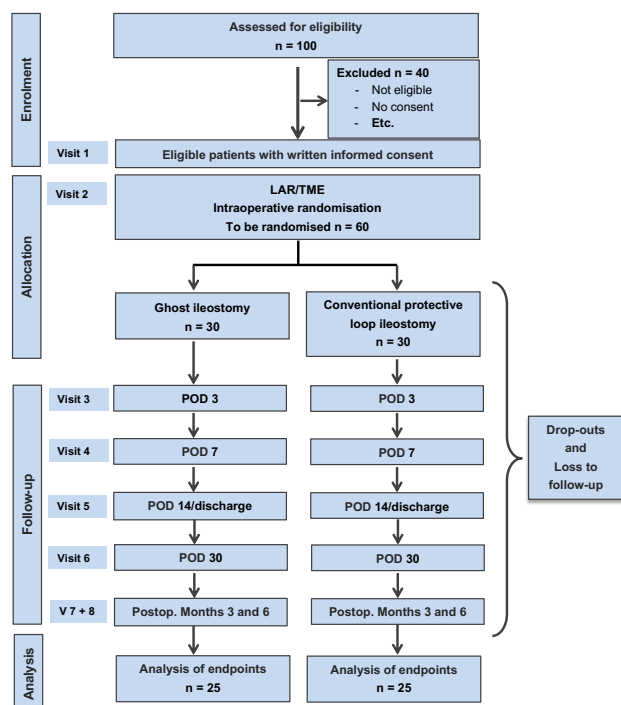 Enrolment
Assessed for eligibility
n = 100
Excluded n = 40
- Not eligible
- No consent
- Etc.
Visit 1
Eligible patients with written informed consent
Allocation
Visit 2
LAR/TME
Intraoperative randomisation
To be randomised n = 60
Ghost ileostomy
n = 30
Conventional protective
loop ileostomy
n = 30
Follow-up
Visit 3
POD 3
POD 3
Visit 4
POD 7
POD 7
Visit 5
POD 14/discharge
POD 14/discharge
Visit 6
POD 30
POD 30
V 7 + 8
Postop. Months 3 and 6
Postop. Months 3 and 6
Drop-outs
and
Loss to
follow-up
Analysis
Analysis of endpoints
n = 25
Analysis of endpoints
n = 25